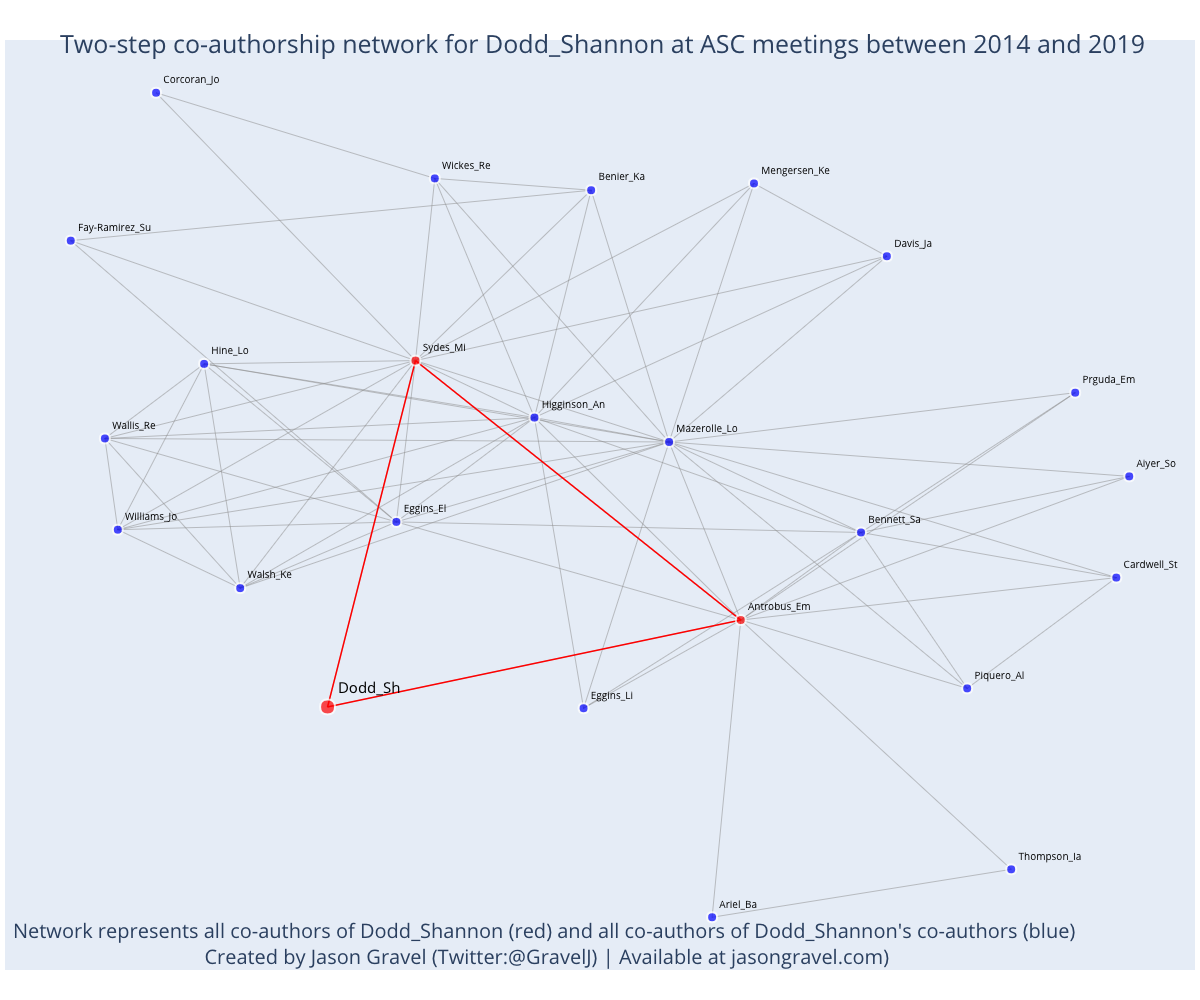 Two-step co-authorship network for Dodd_Shannon at ASC meetings between 2014 and 2019
Corcoran_Jo
Wickes_Re
Benier_Ka
Mengersen_Ke
Fay-Ramirez_Su
Davis_Ja
Hine_Lo
Sydes_Mi
Prguda_Em
Higginson_An
Wallis_Re
Mazerolle_Lo
Aiyer_So
Williams_Jo
Eggins_El
Bennett_Sa
Walsh_Ke
Cardwell_St
Antrobus_Em
Dodd_Sh
Eggins_Li
Piquero_Al
Thompson_Ia
Ariel_Ba
Network represents all co-authors of Dodd_Shannon (red) and all co-authors of Dodd_Shannon's co-authors (blue)
Created by Jason Gravel (Twitter:@GravelJ) | Available at jasongravel.com)